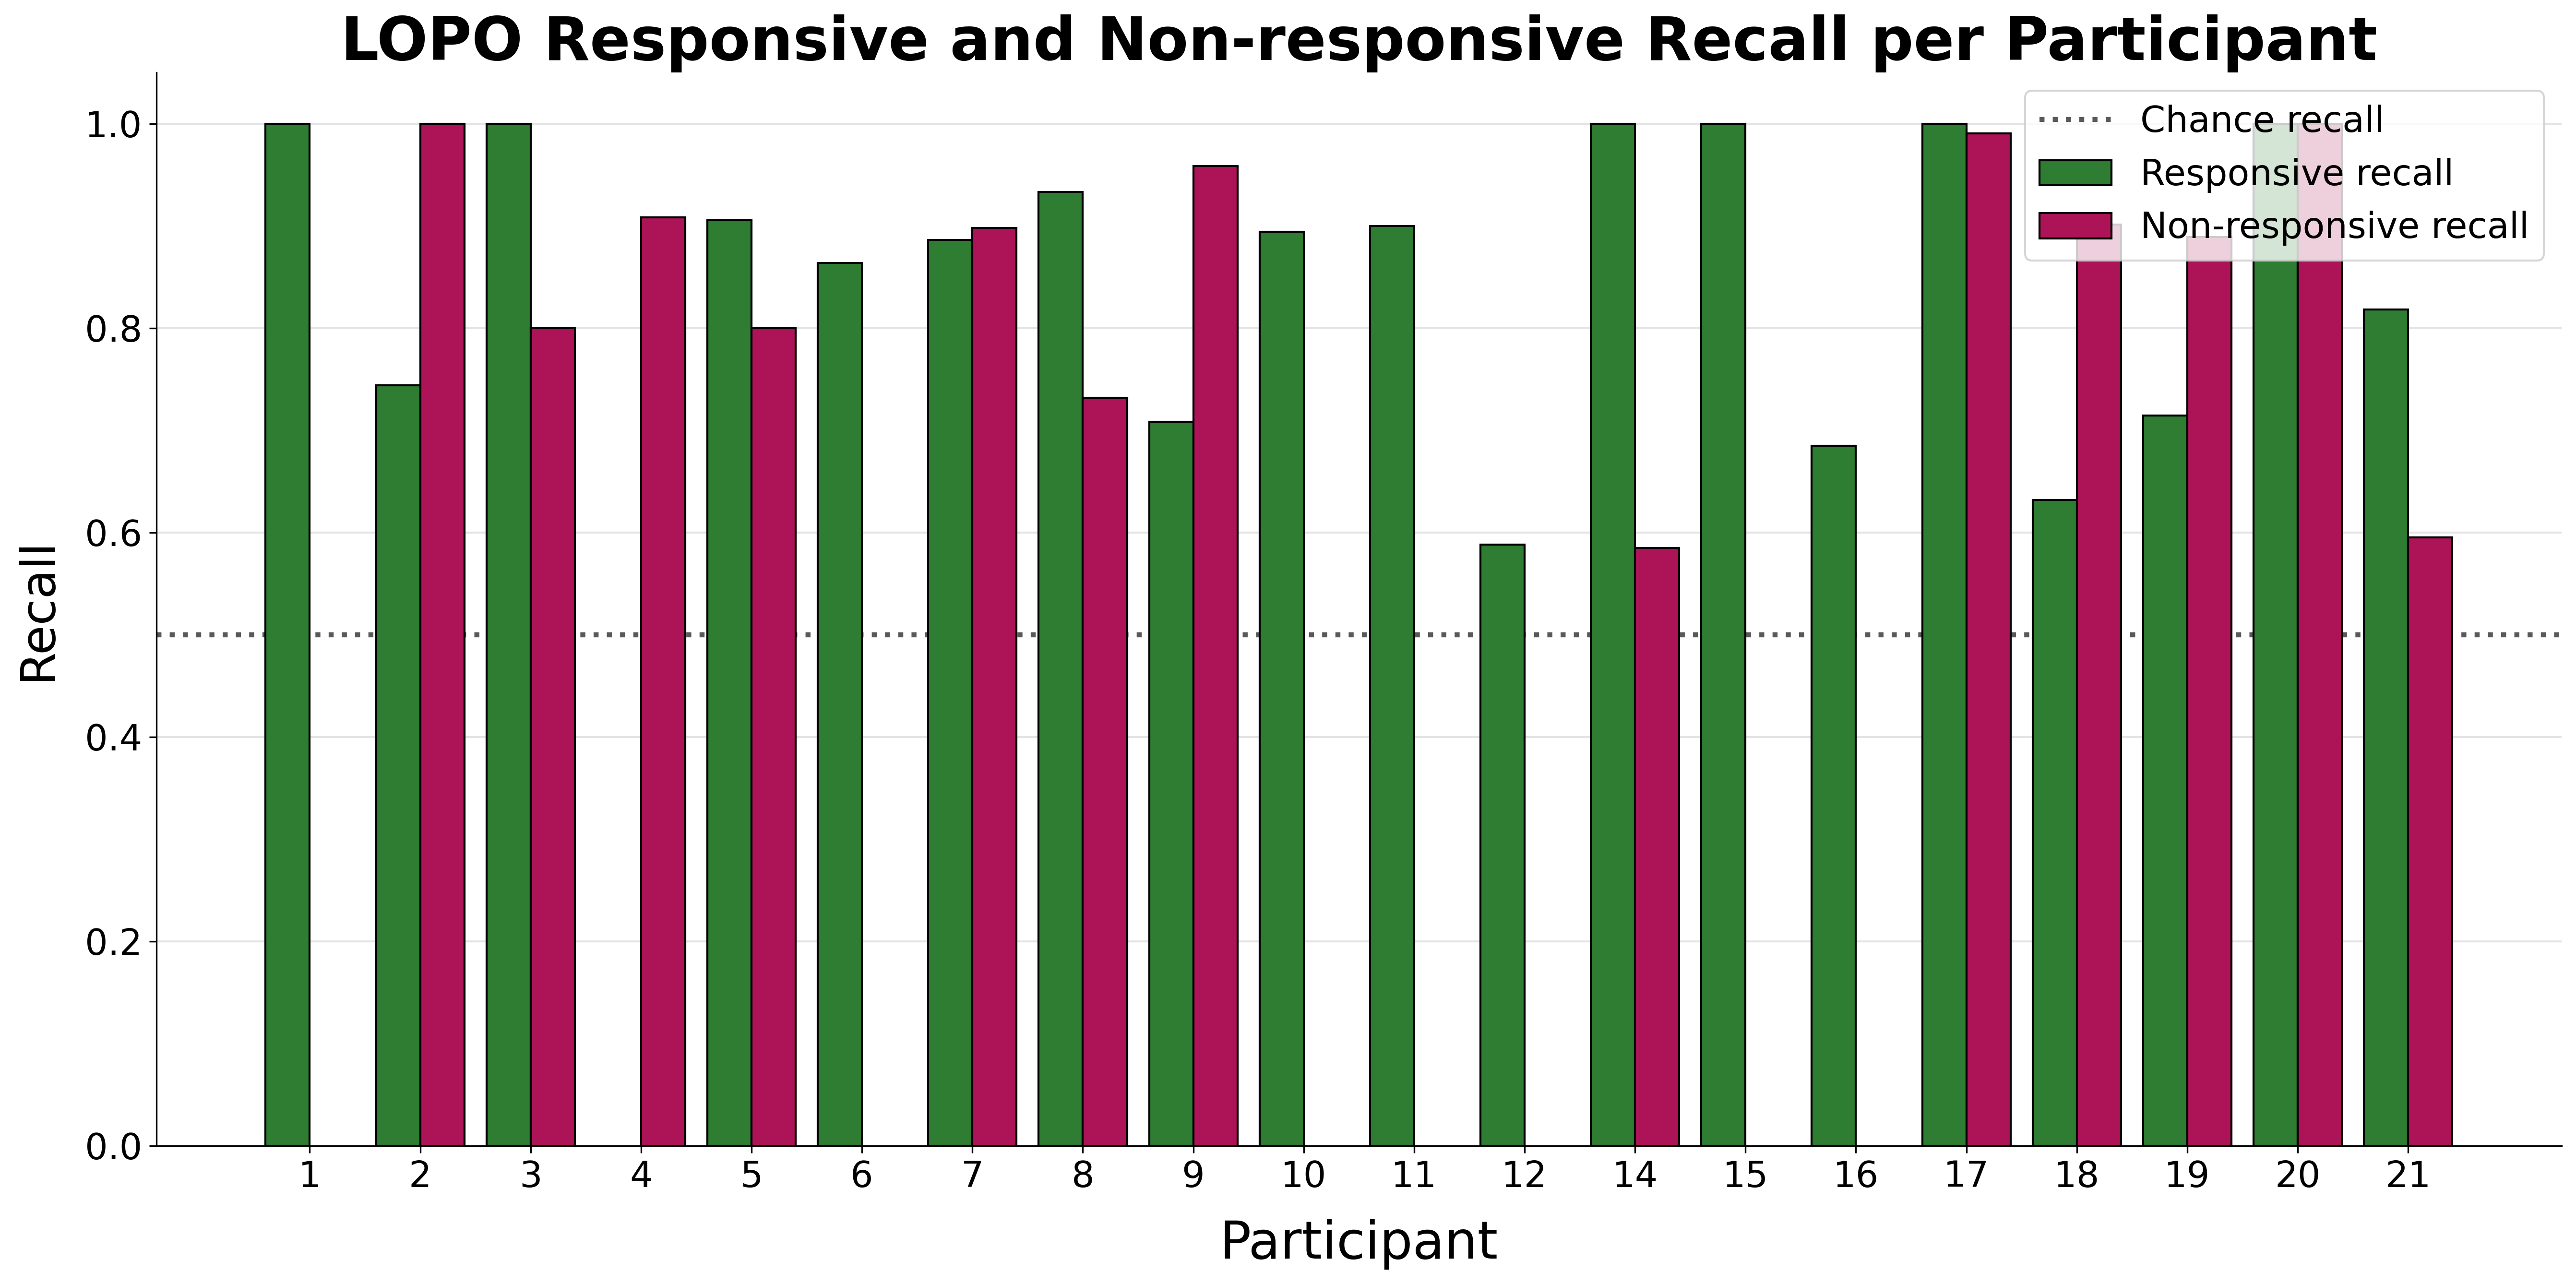 LOPO Responsive and Non-responsive Recall per Participant
Chance recall
Responsive recall
Non-responsive recall
1.0
0.8
0.6
0.4
0.2
0.0
Recall
1 2 3 4 5 6 7 8 9 10 11 12 14 15 16 17 18 19 20 21
Participant